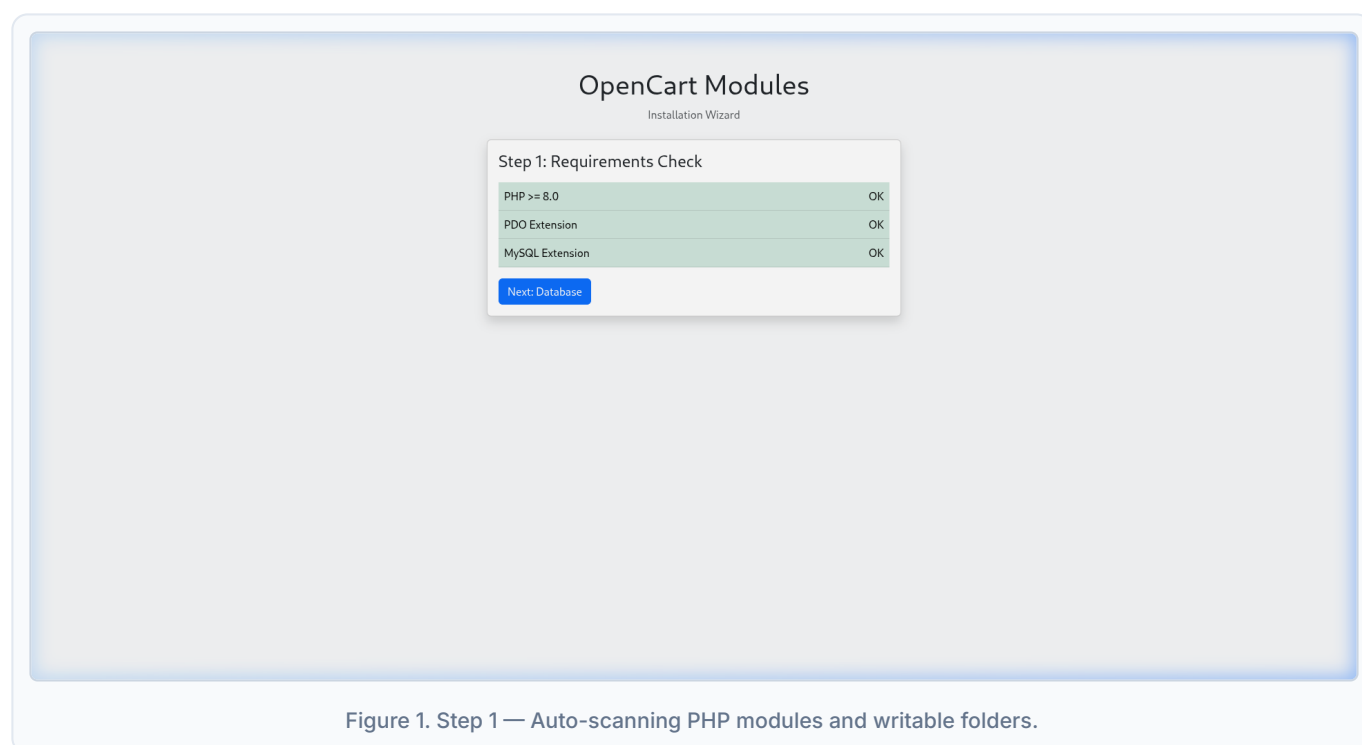 OpenCart Modules
Installation Wizard
Step 1: Requirements Check
PHP >= 8.0 OK
PDO Extension OK
MySQL Extension OK
Next: Database
Figure 1. Step 1 — Auto-scanning PHP modules and writable folders.